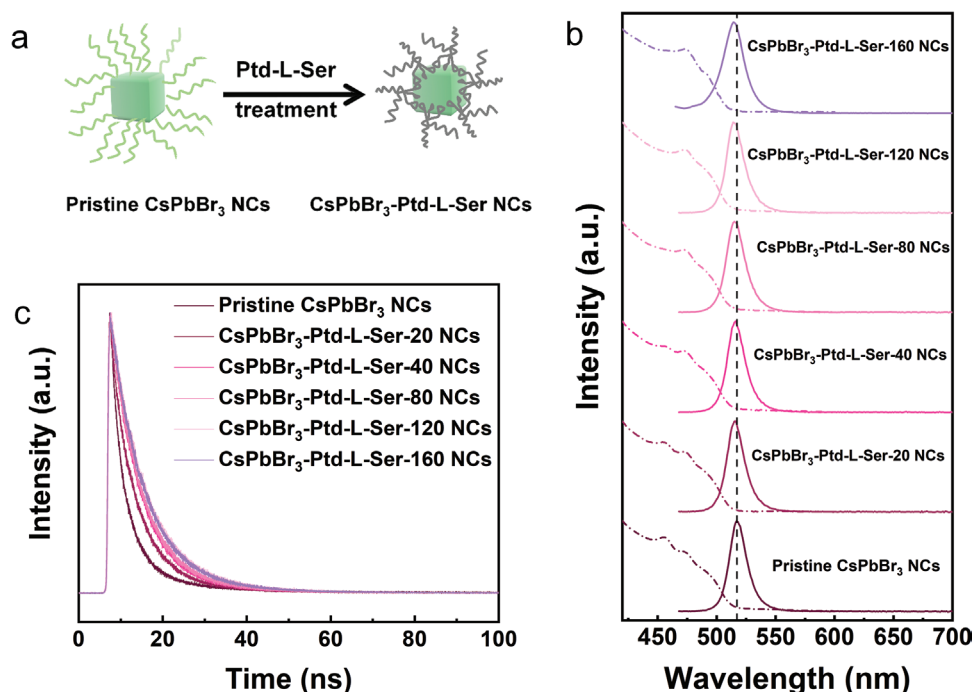 a
Ptd-L-Ser
treatment
Pristine CsPbBr₃ NCs
CsPbBr₃-Ptd-L-Ser NCs
b
CsPbBr₃-Ptd-L-Ser-160 NCs
CsPbBr₃-Ptd-L-Ser-120 NCs
CsPbBr₃-Ptd-L-Ser-80 NCs
CsPbBr₃-Ptd-L-Ser-40 NCs
CsPbBr₃-Ptd-L-Ser-20 NCs
Pristine CsPbBr₃ NCs
Intensity (a.u.)
450 500 550 600 650 700
Wavelength (nm)
c
Pristine CsPbBr₃ NCs
CsPbBr₃-Ptd-L-Ser-20 NCs
CsPbBr₃-Ptd-L-Ser-40 NCs
CsPbBr₃-Ptd-L-Ser-80 NCs
CsPbBr₃-Ptd-L-Ser-120 NCs
CsPbBr₃-Ptd-L-Ser-160 NCs
Intensity (a.u.)
0 20 40 60 80 100
Time (ns)